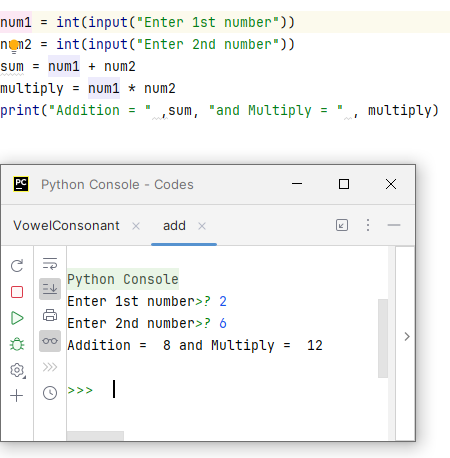 num1 = int(input("Enter 1st number"))
num2 = int(input("Enter 2nd number"))
sum = num1 + num2
multiply = num1 * num2
print("Addition = " ,sum, "and Multiply = " , multiply)
PC Python Console - Codes
VowelConsonant × add ×
Python Console
Enter 1st number>? 2
Enter 2nd number>? 6
Addition =  8 and Multiply =  12
>>>